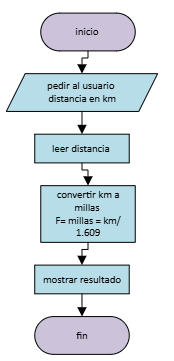 inicio
pedir al usuario
distancia en km
leer distancia
convertir km a
millas
F= millas = km/
1.609
mostrar resultado
fin